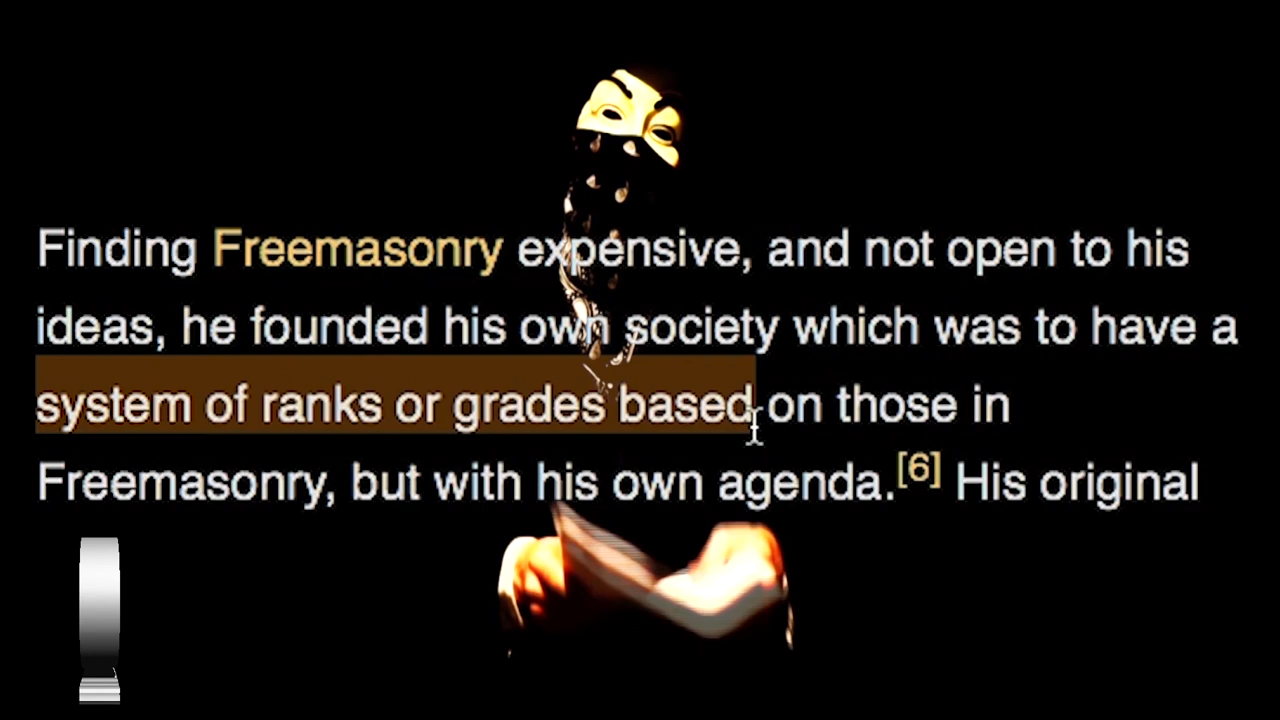 Finding Freemasonry expensive, and not open to his
ideas, he founded his own society which was to have a
system of ranks or grades based on those in
Freemasonry, but with his own agenda.[6] His original